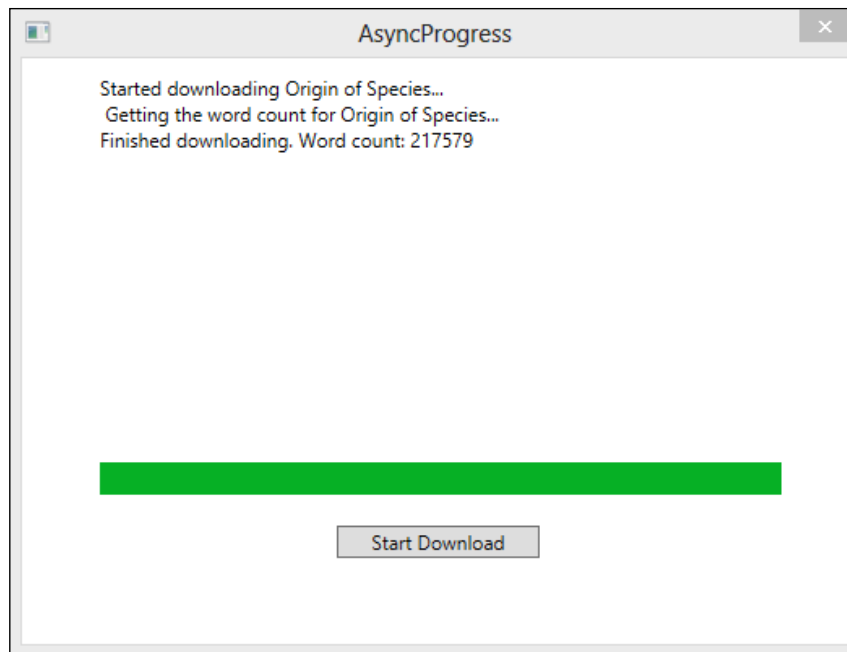 AsyncProgress
Started downloading Origin of Species...
Getting the word count for Origin of Species...
Finished downloading. Word count: 217579
Start Download